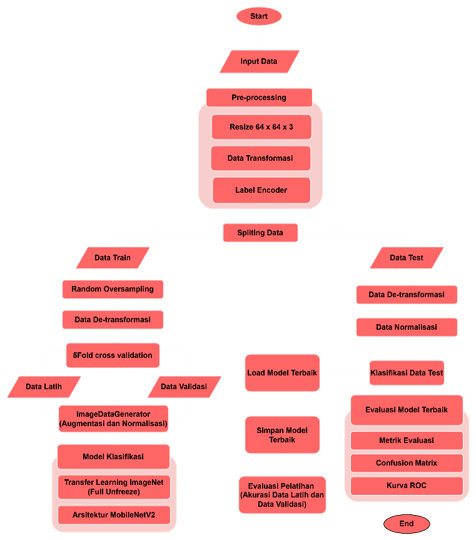 Start
Input Data
Pre-processing
Resize 64 x 64 x 3
Data Transformasi
Label Encoder
Spliting Data
Data Train
Random Oversampling
Data De-transformasi
5Fold cross validation
Data Latih
Data Validasi
ImageDataGenerator
(Augmentasi dan Normalisasi)
Model Klasifikasi
Transfer Learning ImageNet
(Full Unfreeze)
Arsitektur MobileNetV2
Evaluasi Pelatihan
(Akurasi Data Latih dan
Data Validasi)
Simpan Model
Terbaik
Load Model Terbaik
Data Test
Data De-transformasi
Data Normalisasi
Klasifikasi Data Test
Evaluasi Model Terbaik
Metrik Evaluasi
Confusion Matrix
Kurva ROC
End